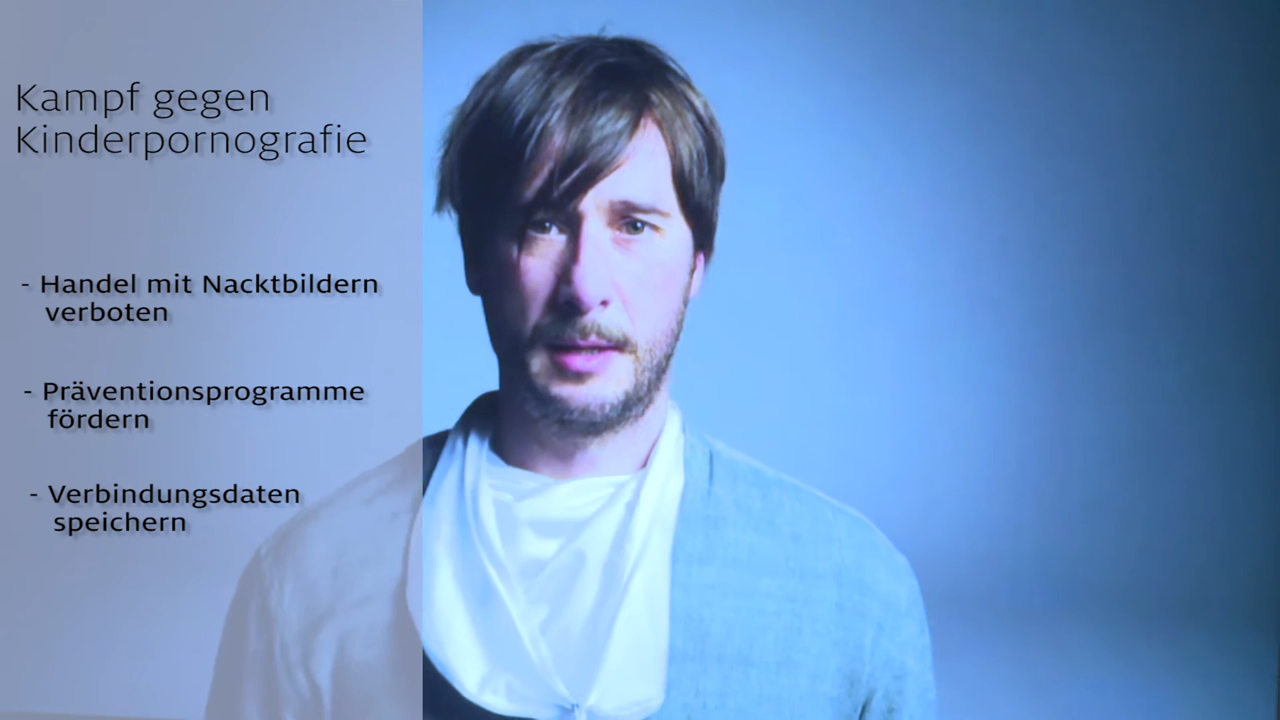 Kampf gegen
Kinderpornografie
- Handel mit Nacktbildern
verboten
- Präventionsprogramme
fördern
- Verbindungsdaten
speichern